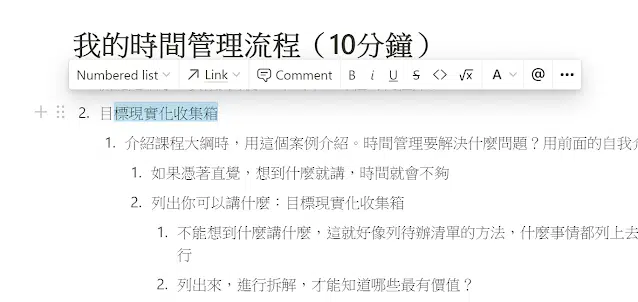 我的時間管理流程（10分鐘）
Numbered list Link Comment B i U S <> √x A @ •••
2. 目標現實化收集箱
1. 介紹課程大綱時，用這個案例介紹。時間管理要解決什麼問題？用前面的自我
1. 如果憑著直覺，想到什麼就講，時間就會不夠
2. 列出你可以講什麼：目標現實化收集箱
1. 不能想到什麼講什麼，這就好像列待辦清單的方法，什麼事情都列上去
行
2. 列出來，進行拆解，才能知道哪些最有價值？